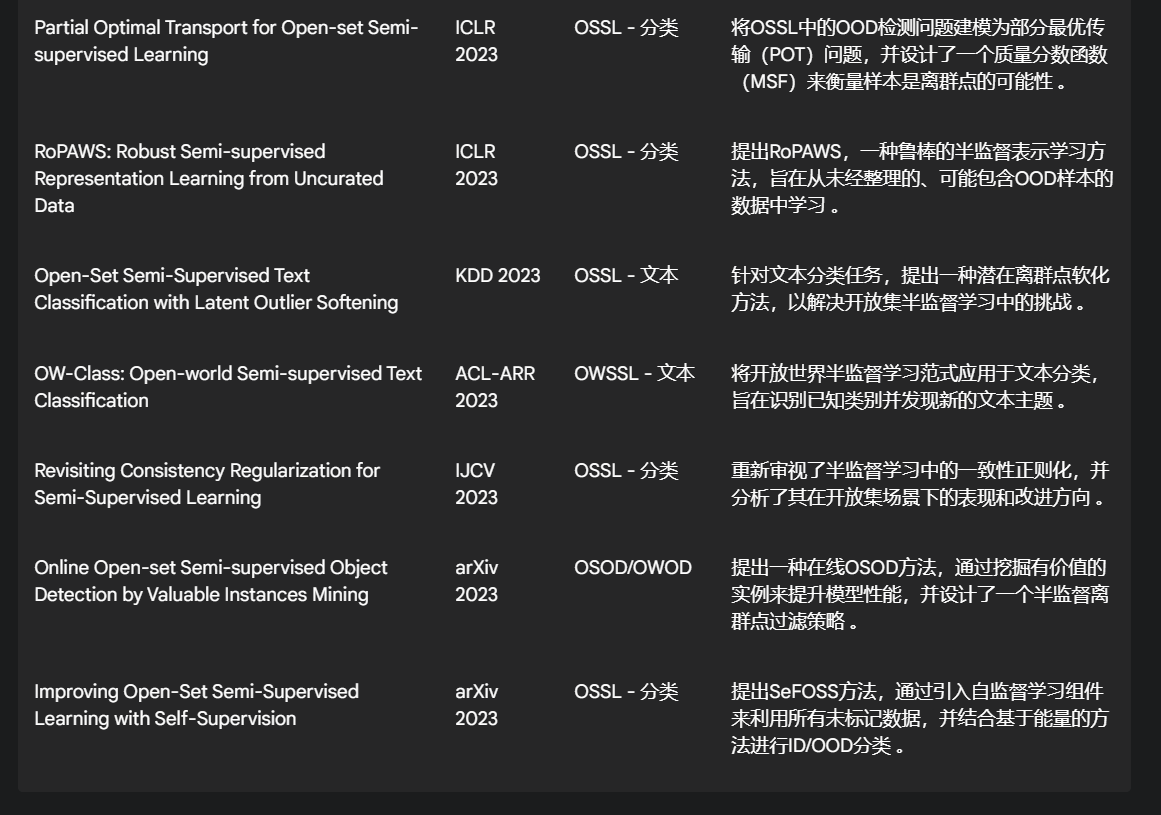 Partial Optimal Transport for Open-set Semi-
supervised Learning
ICLR
2023
OSSL - 分类
将OSSL中的OOD检测问题建模为部分最优传
输（POT）问题，并设计了一个质量分数函数
（MSF）来衡量样本是离群点的可能性 。
RoPAWS: Robust Semi-supervised
Representation Learning from Uncurated
Data
ICLR
2023
OSSL - 分类
提出RoPAWS，一种鲁棒的半监督表示学习方
法，旨在从未经整理的、可能包含OOD样本的
数据中学习 。
Open-Set Semi-Supervised Text
Classification with Latent Outlier Softening
KDD 2023
OSSL - 文本
针对文本分类任务，提出一种潜在离群点软化
方法，以解决开放集半监督学习中的挑战 。
OW-Class: Open-world Semi-supervised Text
Classification
ACL-ARR
2023
OWSSL - 文本
将开放世界半监督学习范式应用于文本分类，
旨在识别已知类别并发现新的文本主题 。
Revisiting Consistency Regularization for
Semi-Supervised Learning
IJCV
2023
OSSL - 分类
重新审视了半监督学习中的一致性正则化，并
分析了其在开放集场景下的表现和改进方向 。
Online Open-set Semi-supervised Object
Detection by Valuable Instances Mining
arXiv
2023
OSOD/OWOD
提出一种在线OSOD方法，通过挖掘有价值的
实例来提升模型性能，并设计了一个半监督离
群点过滤策略 。
Improving Open-Set Semi-Supervised
Learning with Self-Supervision
arXiv
2023
OSSL - 分类
提出SeFOSS方法，通过引入自监督学习组件
来利用所有未标记数据，并结合基于能量的方
法进行ID/OOD分类 。